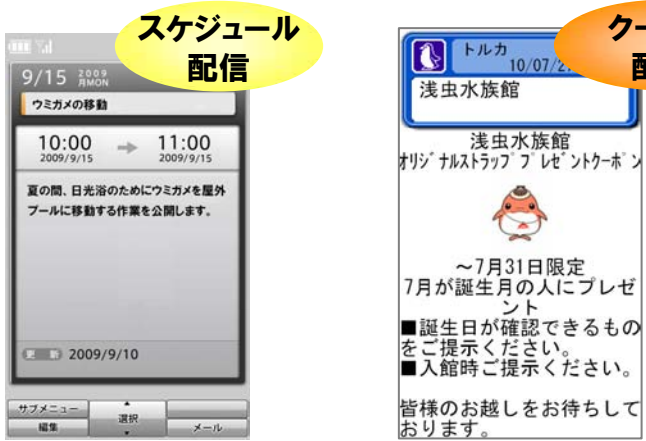 スケジュール
配信
9/15 2009
月MON
ウミガメの移動
10:00
2009/9/15
11:00
2009/9/15
夏の間、日光浴のためにウミガメを屋外
プールに移動する作業を公開します。
更 新 2009/9/10
サブメニュー
編集
選択
メール
クー
配
トルカ
10/07/2
浅虫水族館
浅虫水族館
オリジナルストラッププレゼントクーポン
~7月31日限定
7月が誕生月の人にプレゼ
ント
■誕生日が確認できるもの
をご提示ください。
■入館時ご提示ください。
皆様のお越しをお待ちして
おります。